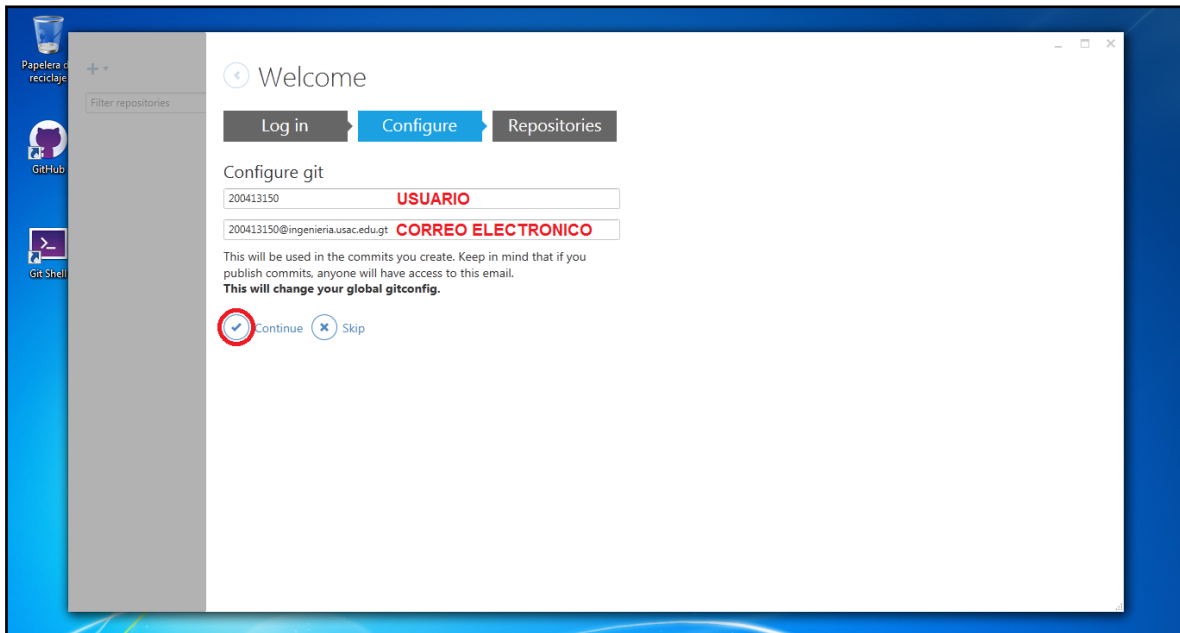 Papelera d
reciclaje
GitHub
Git Shell
Filter repositories
Welcome
Log in
Configure
Repositories
Configure git
200413150 USUARIO
200413150@ingenieria.usac.edu.gt CORREO ELECTRONICO
This will be used in the commits you create. Keep in mind that if you
publish commits, anyone will have access to this email.
This will change your global gitconfig.
Continue Skip